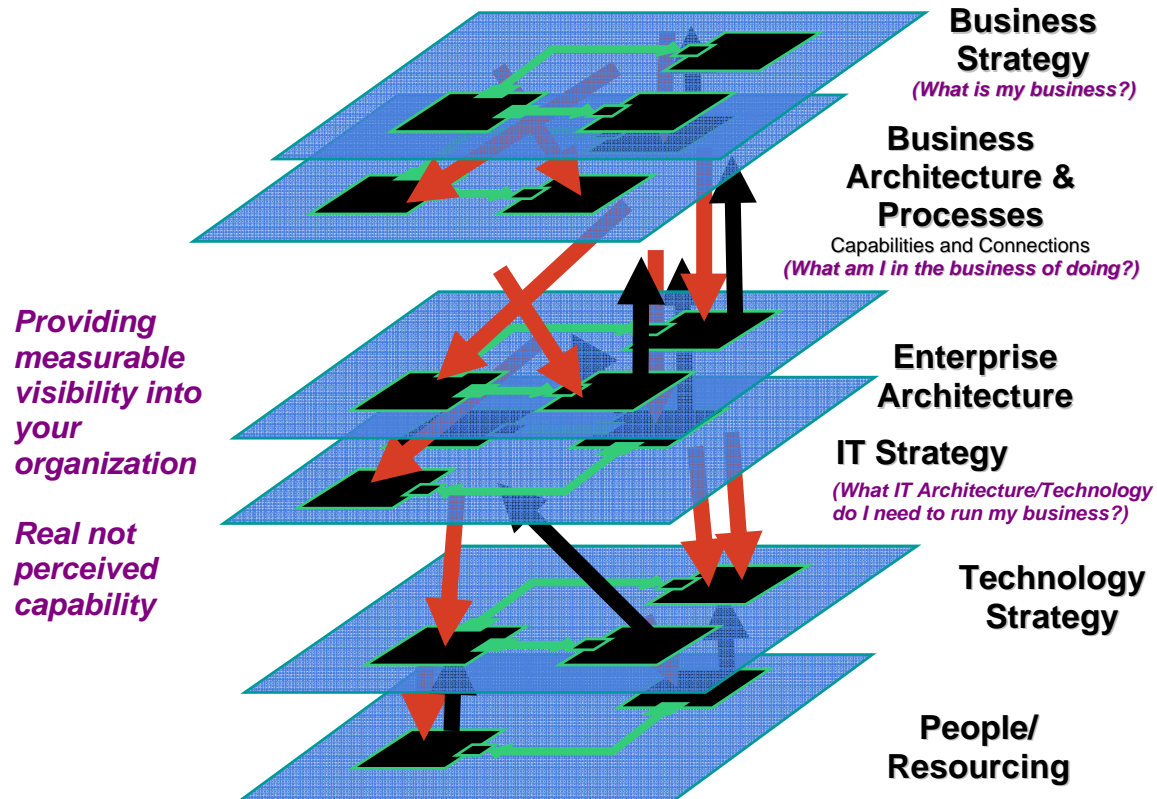 Business
Strategy
(What is my business?)
Business
Architecture &
Processes
Capabilities and Connections
(What am I in the business of doing?)
Providing
measurable
visibility into
your
organization
Real not
perceived
capability
Enterprise
Architecture
IT Strategy
(What IT Architecture/Technology
do I need to run my business?)
Technology
Strategy
People/
Resourcing